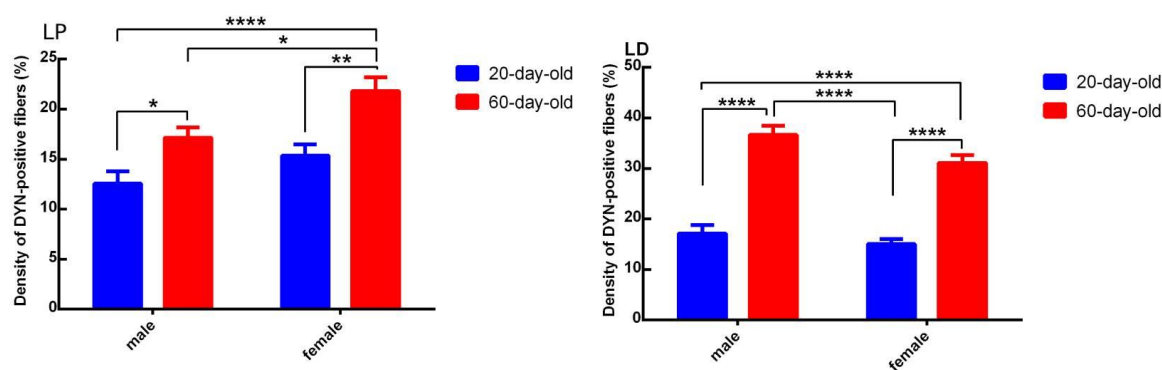 LP
****
*
**
*
Density of DYN-positive fibers (%)
25
20
15
10
5
0
male
female
20-day-old
60-day-old
LD
****
****
****
****
Density of DYN-positive fibers (%)
50
40
30
20
10
0
male
female
20-day-old
60-day-old